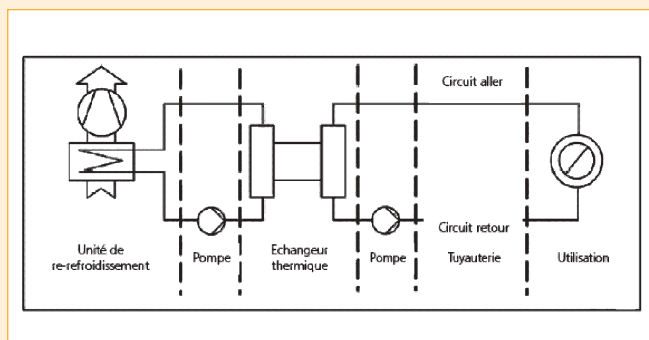 Circuit aller
Circuit retour
Unité de
re-refroidissement
Pompe
Echangeur
thermique
Pompe
Tuyauterie
Utilisation